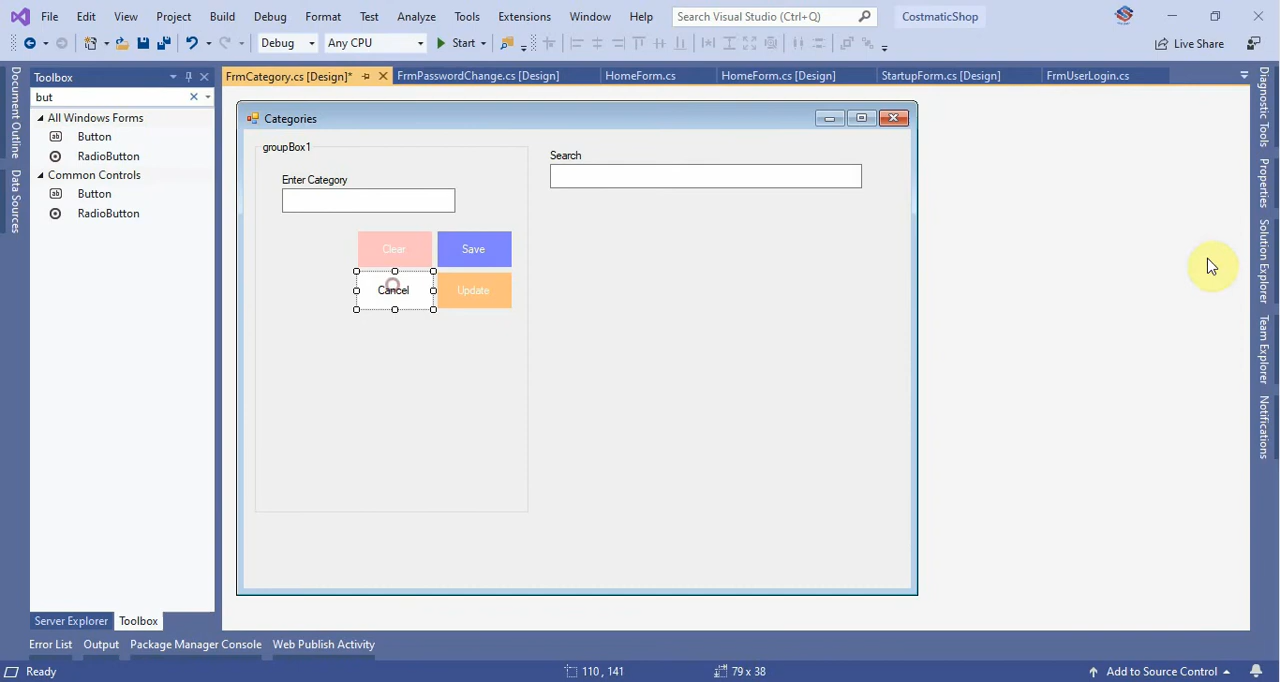 File Edit View Project Build Debug Format Test Analyze Tools Extensions Window Help Search Visual Studio (Ctrl+Q) CostmaticShop
Debug Any CPU Start Live Share
Toolbox
FrmCategory.cs [Design]* FrmPasswordChange.cs [Design] HomeForm.cs HomeForm.cs [Design] StartupForm.cs [Design] FrmUserLogin.cs
but
All Windows Forms
Button
RadioButton
Common Controls
Button
RadioButton
Document Outline
Data Sources
Categories
groupBox1
Enter Category
Search
Clear Save
Cancel Update
Diagnostic Tools
Properties
Solution Explorer
Team Explorer
Notifications
Server Explorer Toolbox
Error List Output Package Manager Console Web Publish Activity
Ready 110 , 141 79 x 38 Add to Source Control